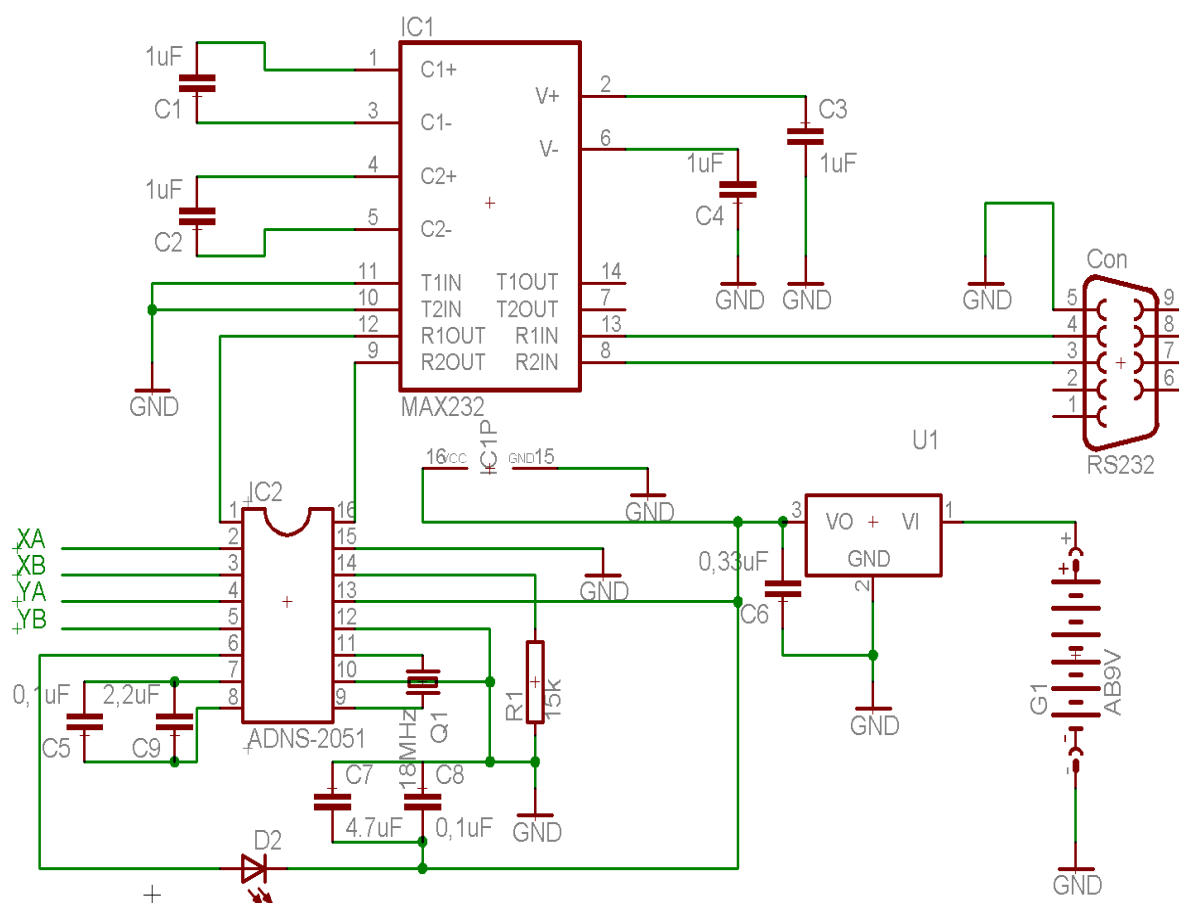 IC1
1uF
C1
1
3
C1+
C1-
V+
2
C3
1uF
V-
6
1uF
C4
1uF
C2
4
5
C2+
C2-
GND
GND
GND
11
T1IN
T1OUT
14
10
T2IN
T2OUT
7
12
R1OUT
R1IN
13
9
R2OUT
R2IN
8
GND
MAX232
Con
5
9
4
8
3
7
2
6
1
RS232
16
VCC
IC1P
GND
15
GND
U1
IC2
1
16
XA
2
15
XB
3
14
YA
4
13
YB
5
12
6
11
7
10
8
9
GND
3
VO
VI
1
GND
2
0,33uF
C6
GND
0,1uF
C5
2,2uF
C9
ADNS-2051
18MHz
Q1
R1
15k
C7
4.7uF
C8
0,1uF
GND
D2
+
+
G1
AB9V
-
-
GND